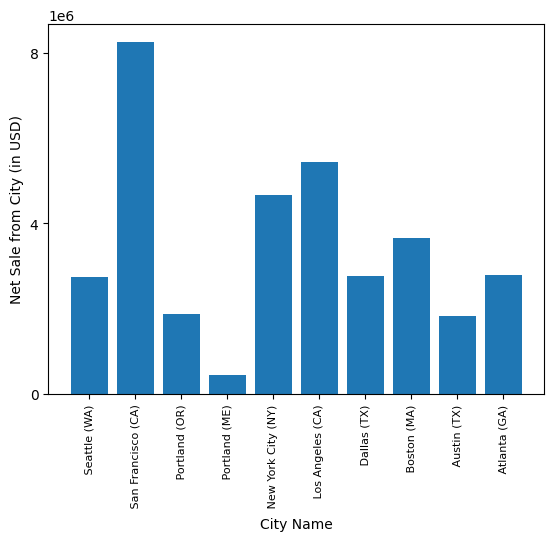 1e6
8
4
0
Net Sale from City (in USD)
Seattle (WA)
San Francisco (CA)
Portland (OR)
Portland (ME)
New York City (NY)
Los Angeles (CA)
Dallas (TX)
Boston (MA)
Austin (TX)
Atlanta (GA)
City Name